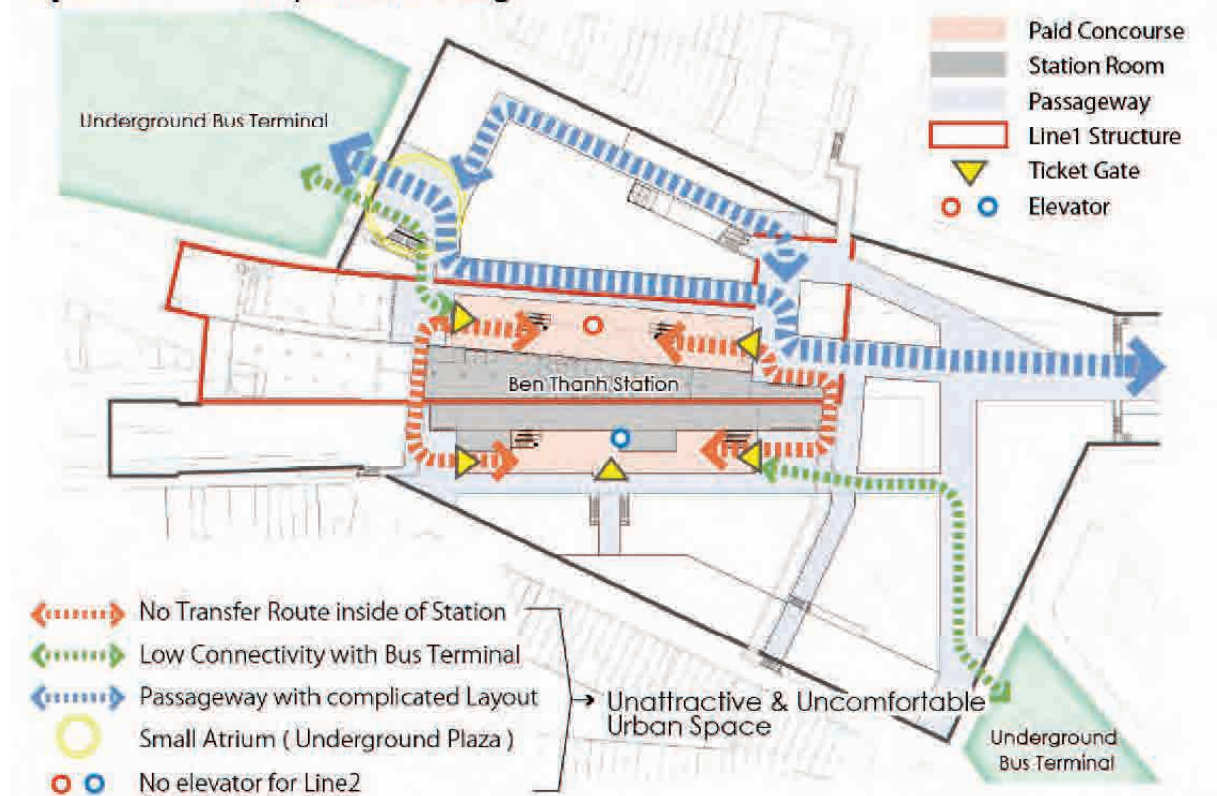 Paid Concourse
Station Room
Passageway
Line1 Structure
Ticket Gate
Elevator
Underground Bus Terminal
Ben Thanh Station
No Transfer Route inside of Station
Low Connectivity with Bus Terminal
Passageway with complicated Layout
Small Atrium ( Underground Plaza )
No elevator for Line2
Unattractive & Uncomfortable
Urban Space
Underground
Bus Terminal